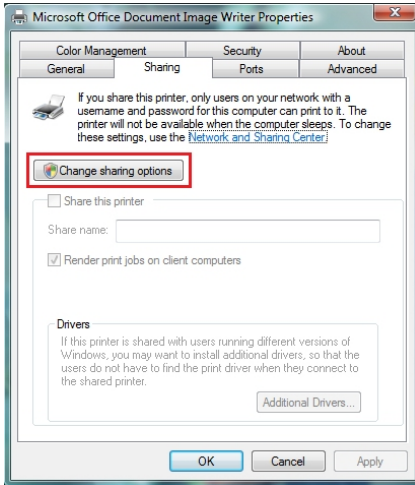 Microsoft Office Document Image Writer Properties
Color Management Security About
General Sharing Ports Advanced
If you share this printer, only users on your network with a
username and password for this computer can print to it. The
printer will not be available when the computer sleeps. To change
these settings, use the Network and Sharing Center.
Change sharing options
Share this printer
Share name:
Render print jobs on client computers
Drivers
If this printer is shared with users running different versions of
Windows, you may want to install additional drivers, so that the
users do not have to find the print driver when they connect to
the shared printer.
Additional Drivers...
OK Cancel Apply